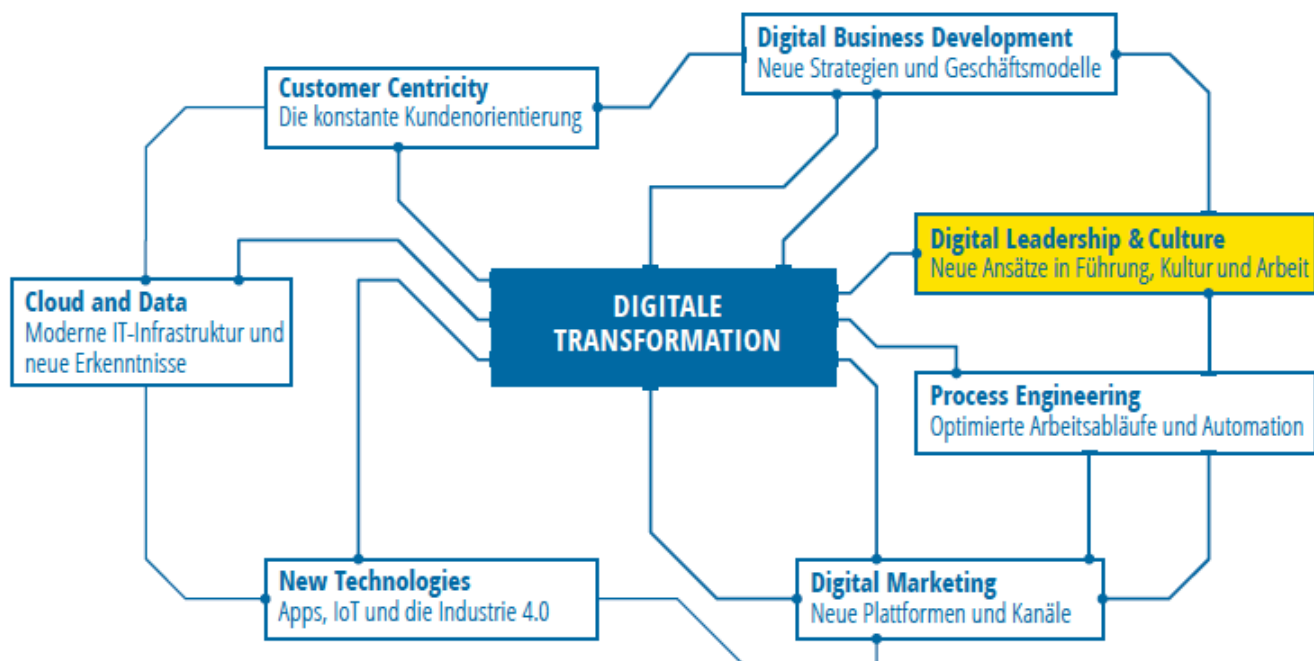 Digital Business Development
Neue Strategien und Geschäftsmodelle
Customer Centricity
Die konstante Kundenorientierung
Digital Leadership & Culture
Neue Ansätze in Führung, Kultur und Arbeit
Cloud and Data
Moderne IT-Infrastruktur und
neue Erkenntnisse
DIGITALE
TRANSFORMATION
Process Engineering
Optimierte Arbeitsabläufe und Automation
New Technologies
Apps, IoT und die Industrie 4.0
Digital Marketing
Neue Plattformen und Kanäle